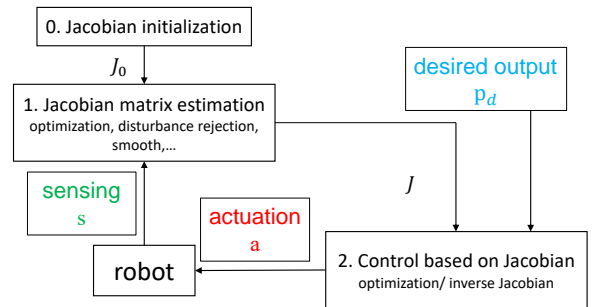 0. Jacobian initialization
J₀
1. Jacobian matrix estimation
optimization, disturbance rejection,
smooth,...
desired output
p_d
sensing
s
actuation
a
J
robot
2. Control based on Jacobian
optimization/ inverse Jacobian